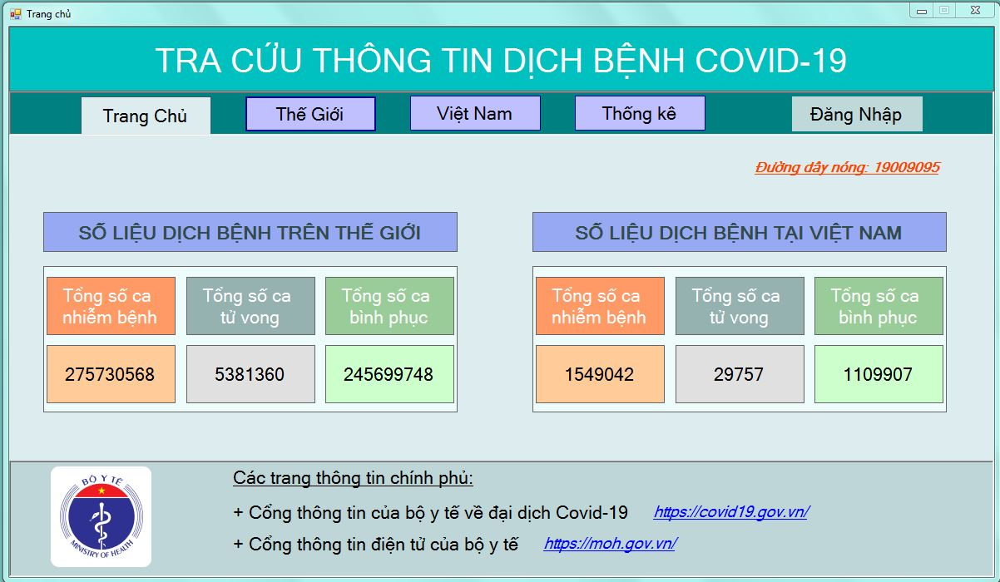 Trang chủ
TRA CỨU THÔNG TIN DỊCH BỆNH COVID-19
Trang Chủ
Thế Giới
Việt Nam
Thống kê
Đăng Nhập
Đường dây nóng: 19009095
SỐ LIỆU DỊCH BỆNH TRÊN THẾ GIỚI
Tổng số ca
nhiễm bệnh
Tổng số ca
tử vong
Tổng số ca
bình phục
275730568
5381360
245699748
SỐ LIỆU DỊCH BỆNH TẠI VIỆT NAM
Tổng số ca
nhiễm bệnh
Tổng số ca
tử vong
Tổng số ca
bình phục
1549042
29757
1109907
BỘ Y TẾ
MINISTRY OF HEALTH
Các trang thông tin chính phủ:
+ Cổng thông tin của bộ y tế về đại dịch Covid-19 https://covid19.gov.vn/
+ Cổng thông tin điện tử của bộ y tế https://moh.gov.vn/